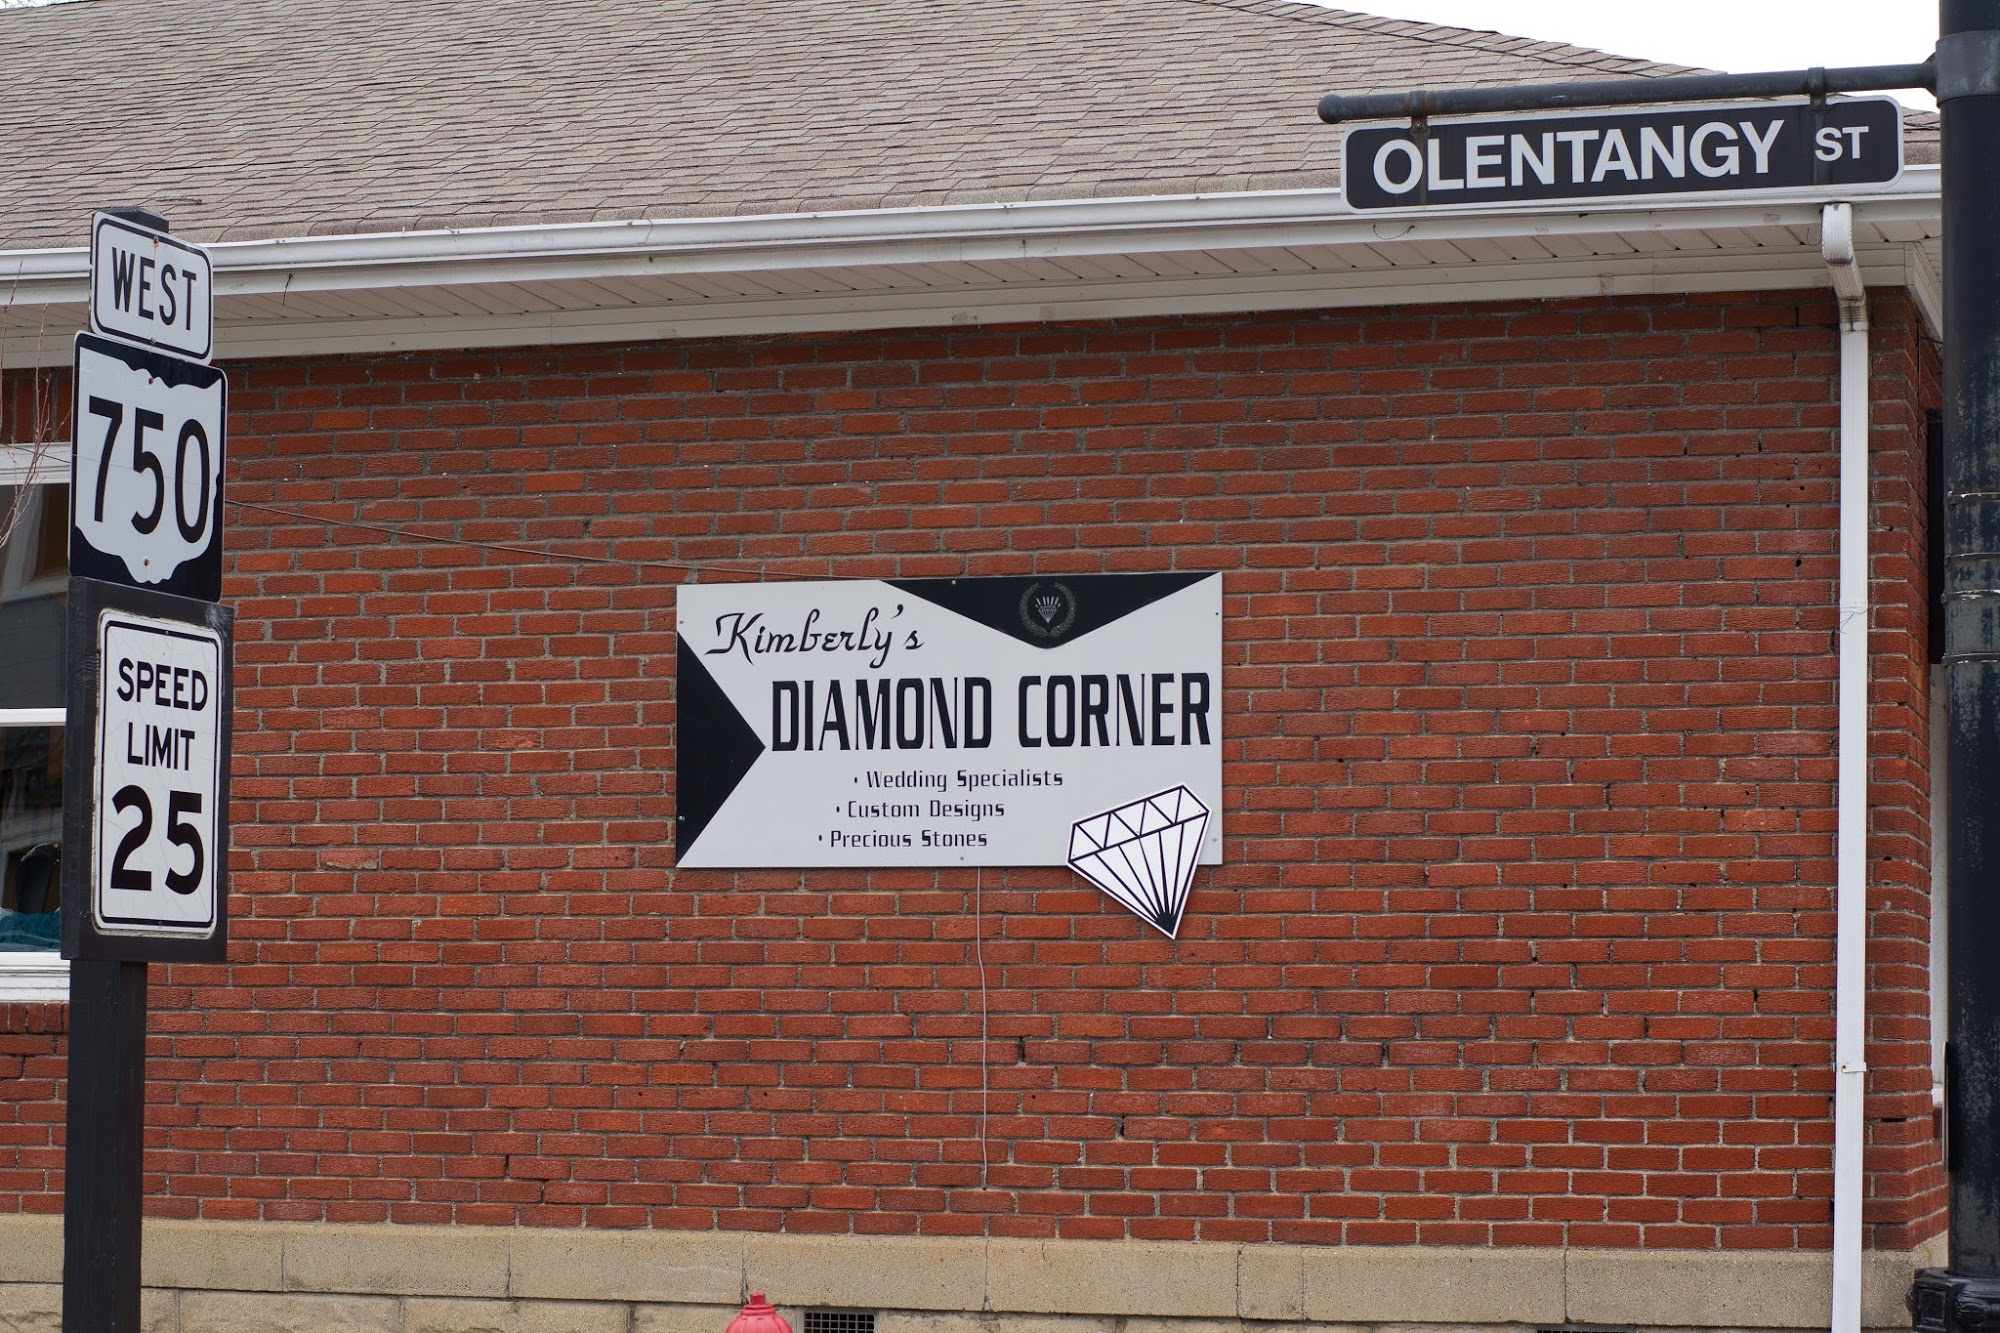 OLENTANGY ST
WEST
750
SPEED
LIMIT
25
Kimberly's
DIAMOND CORNER
• Wedding Specialists
• Custom Designs
• Precious Stones